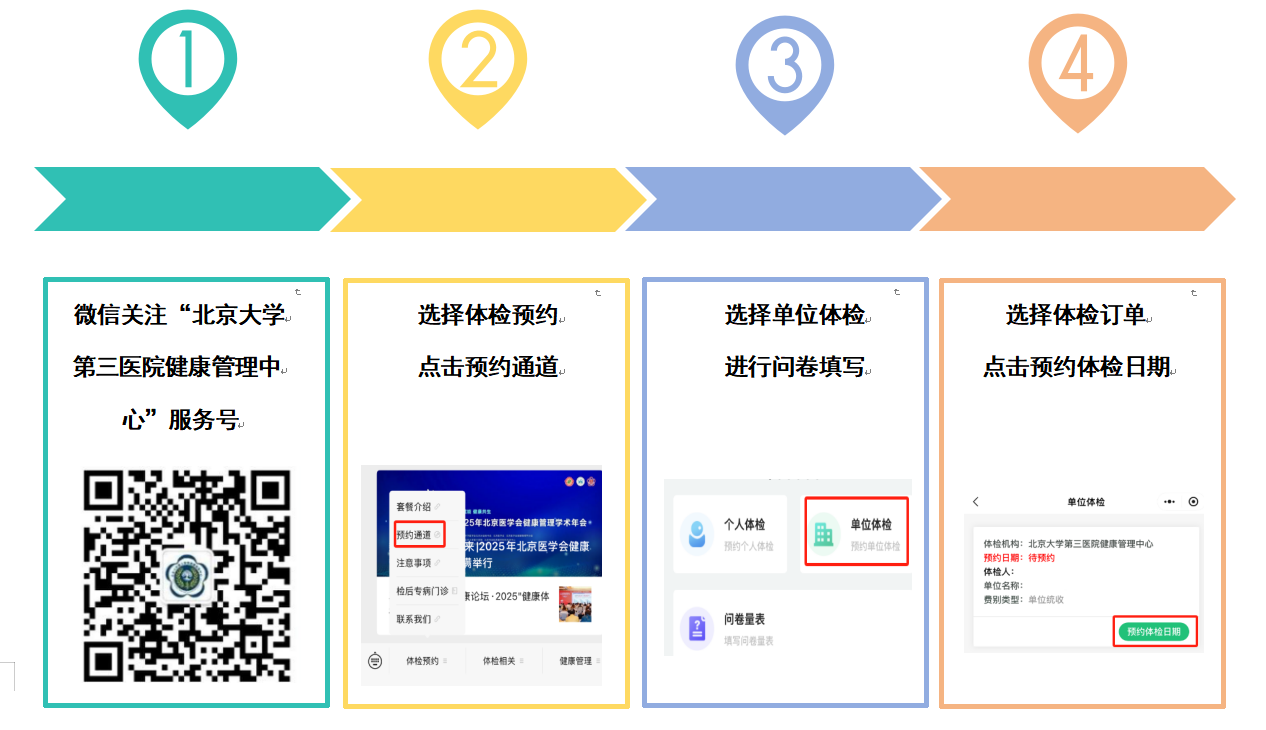 1
2
3
4
微信关注“北京大学
第三医院健康管理中
心”服务号
选择体检预约
点击预约通道
套餐介绍
预约通道
注意事项
检后专病门诊
联系我们
25年北京医学会健康管理学术年会
来|2025年北京医学会健康
满举行
康论坛·2025“健康体
体检预约
体检相关
健康管理
选择单位体检
进行问卷填写
个人体检
预约个人体检
单位体检
预约单位体检
问卷量表
填写问卷量表
选择体检订单
点击预约体检日期
单位体检
体检机构：北京大学第三医院健康管理中心
预约日期：待预约
体检人：
单位名称：
费别类型：单位统收
预约体检日期